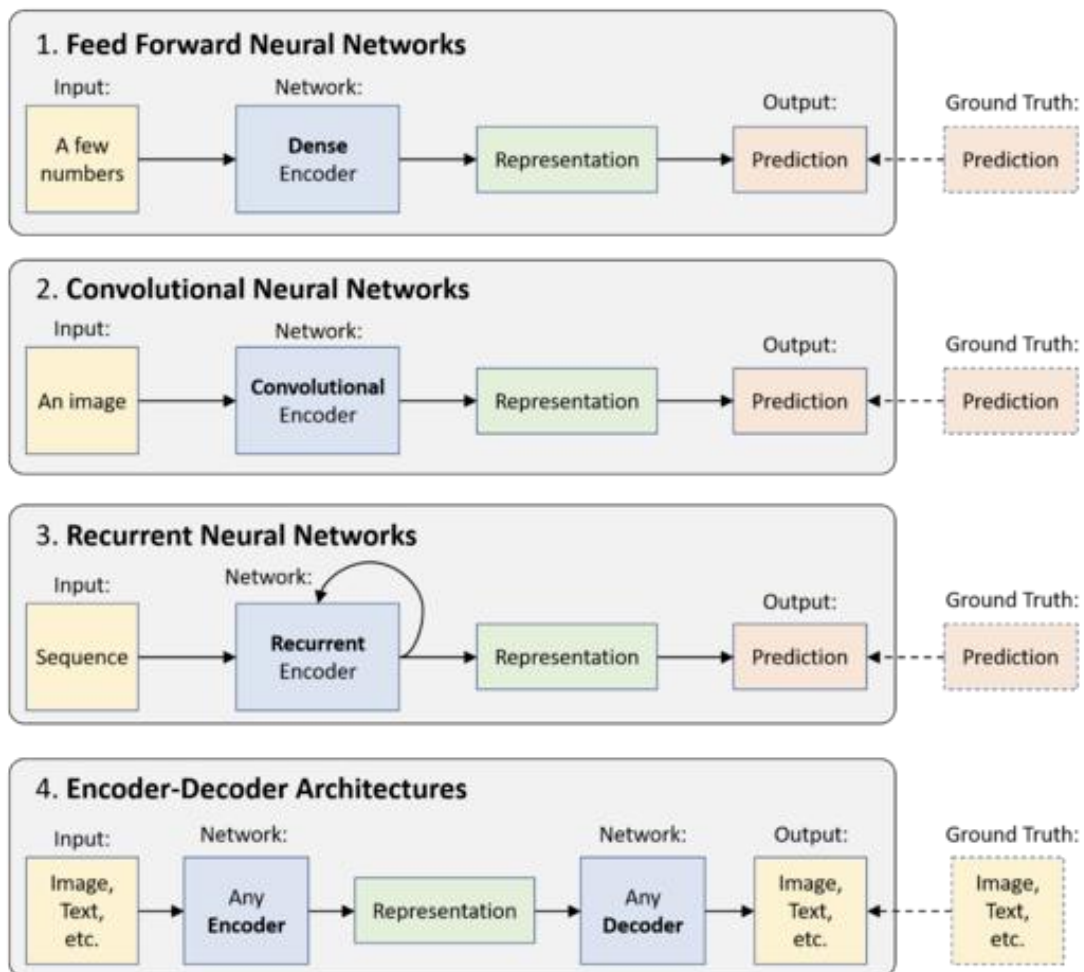 1. Feed Forward Neural Networks
Input:
Network:
Output:
Ground Truth:
A few
numbers
Dense
Encoder
Representation
Prediction
Prediction
2. Convolutional Neural Networks
Input:
Network:
Output:
Ground Truth:
An image
Convolutional
Encoder
Representation
Prediction
Prediction
3. Recurrent Neural Networks
Input:
Network:
Output:
Ground Truth:
Sequence
Recurrent
Encoder
Representation
Prediction
Prediction
4. Encoder-Decoder Architectures
Input:
Network:
Network:
Output:
Ground Truth:
Image,
Text,
etc.
Any
Encoder
Representation
Any
Decoder
Image,
Text,
etc.
Image,
Text,
etc.